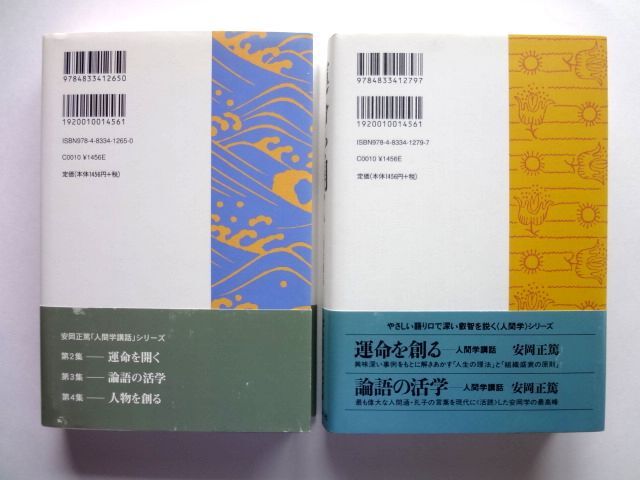 9784833412650
1920010014561
ISBN978-4-8334-1265-0
C0010 ¥1456E
定価(本体1456円+税)
安岡正篤「人間学講話」シリーズ
第2集 ── 運命を開く
第3集 ── 論語の活学
第4集 ── 人物を創る
9784833412797
1920010014561
ISBN978-4-8334-1279-7
C0010 ¥1456E
定価(本体1456円+税)
やさしい語り口で深い叡智を説く〈人間学〉シリーズ
運命を創る──人間学講話 安岡正篤
興味深い事例をもとに解きあかす「人生の理法」と「組織盛衰の原則」
論語の活学──人間学講話 安岡正篤
最も偉大な人間通・孔子の言葉を現代に〈活読〉した安岡学の最高峰